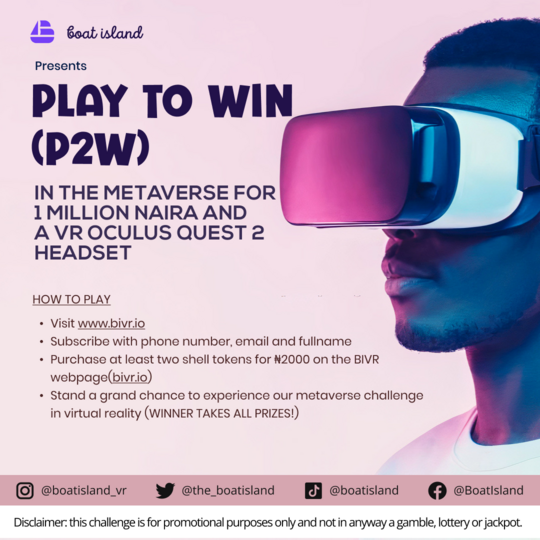 boat island
Presents
PLAY TO WIN
(P2W)
IN THE METAVERSE FOR
1 MILLION NAIRA AND
A VR OCULUS QUEST 2
HEADSET
HOW TO PLAY
• Visit www.bivr.io
• Subscribe with phone number, email and fullname
• Purchase at least two shell tokens for ₦2000 on the BIVR
webpage(bivr.io)
• Stand a grand chance to experience our metaverse challenge
in virtual reality (WINNER TAKES ALL PRIZES!)
@boatisland_vr @the_boatisland @boatisland @BoatIsland
Disclaimer: this challenge is for promotional purposes only and not in anyway a gamble, lottery or jackpot.